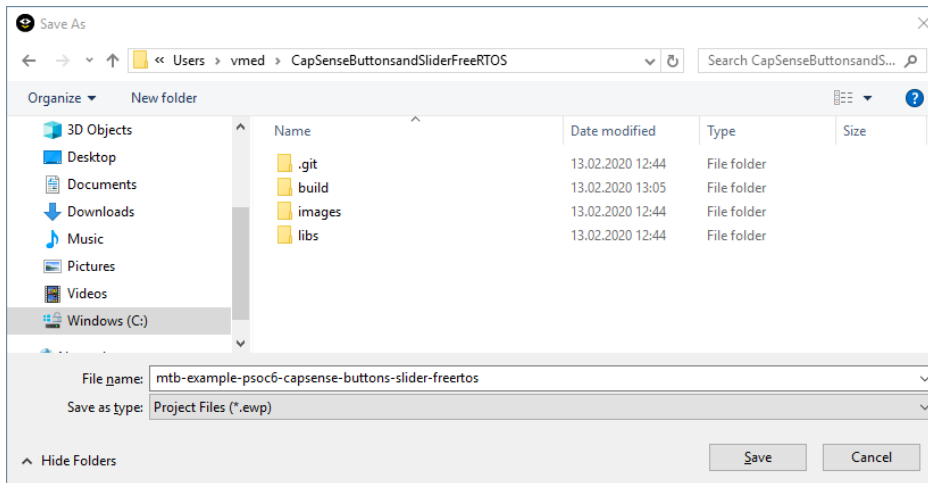 Save As
« Users > vmed > CapSenseButtonsandSliderFreeRTOS
Search CapSenseButtonsandS...
Organize New folder
3D Objects
Desktop
Documents
Downloads
Music
Pictures
Videos
Windows (C:)
Name Date modified Type Size
.git 13.02.2020 12:44 File folder
build 13.02.2020 13:05 File folder
images 13.02.2020 12:44 File folder
libs 13.02.2020 12:44 File folder
File name: mtb-example-psoc6-capsense-buttons-slider-freertos
Save as type: Project Files (*.ewp)
Hide Folders
Save Cancel